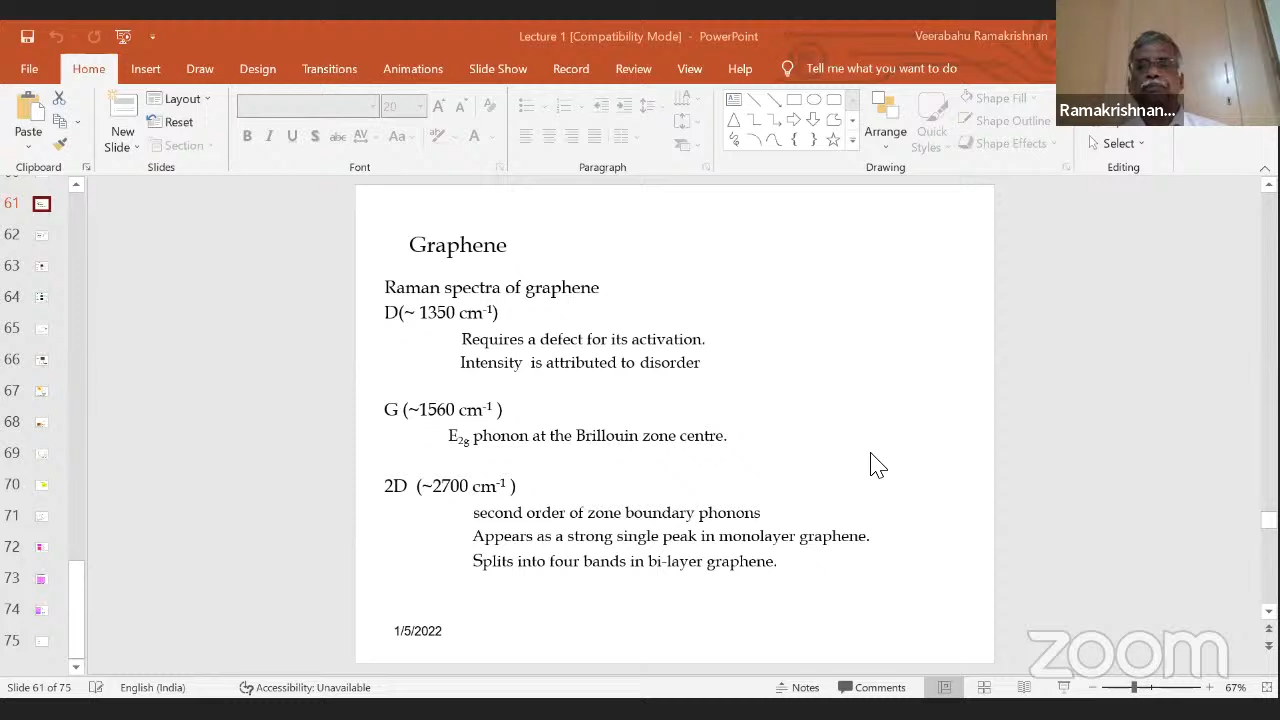 Lecture 1 [Compatibility Mode] - PowerPoint
Veerabahu Ramakrishnan
File Home Insert Draw Design Transitions Animations Slide Show Record Review View Help Tell me what you want to do
Ramakrishnan...
Paste
New Slide
Layout
Reset
Section
20
B I U S abc AV Aa A
Arrange
Quick Styles
Shape Fill
Shape Outline
Shape Effects
Select
Clipboard Slides Font Paragraph Drawing Editing
61
62
63
64
65
66
67
68
69
70
71
72
73
74
75
Graphene
Raman spectra of graphene
D(~ 1350 cm-1)
Requires a defect for its activation.
Intensity is attributed to disorder
G (~1560 cm-1 )
E2g phonon at the Brillouin zone centre.
2D (~2700 cm-1 )
second order of zone boundary phonons
Appears as a strong single peak in monolayer graphene.
Splits into four bands in bi-layer graphene.
1/5/2022
zoom
Slide 61 of 75 English (India) Accessibility: Unavailable Notes Comments 67%